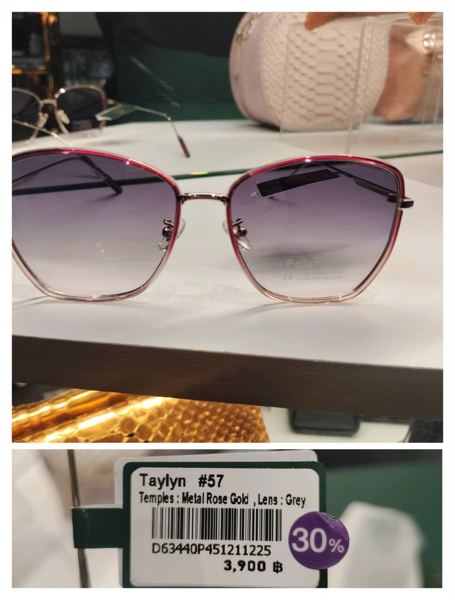 Taylyn #57
Temples : Metal Rose Gold , Lens : Grey
D63440P451211225
30%
3,900 ฿